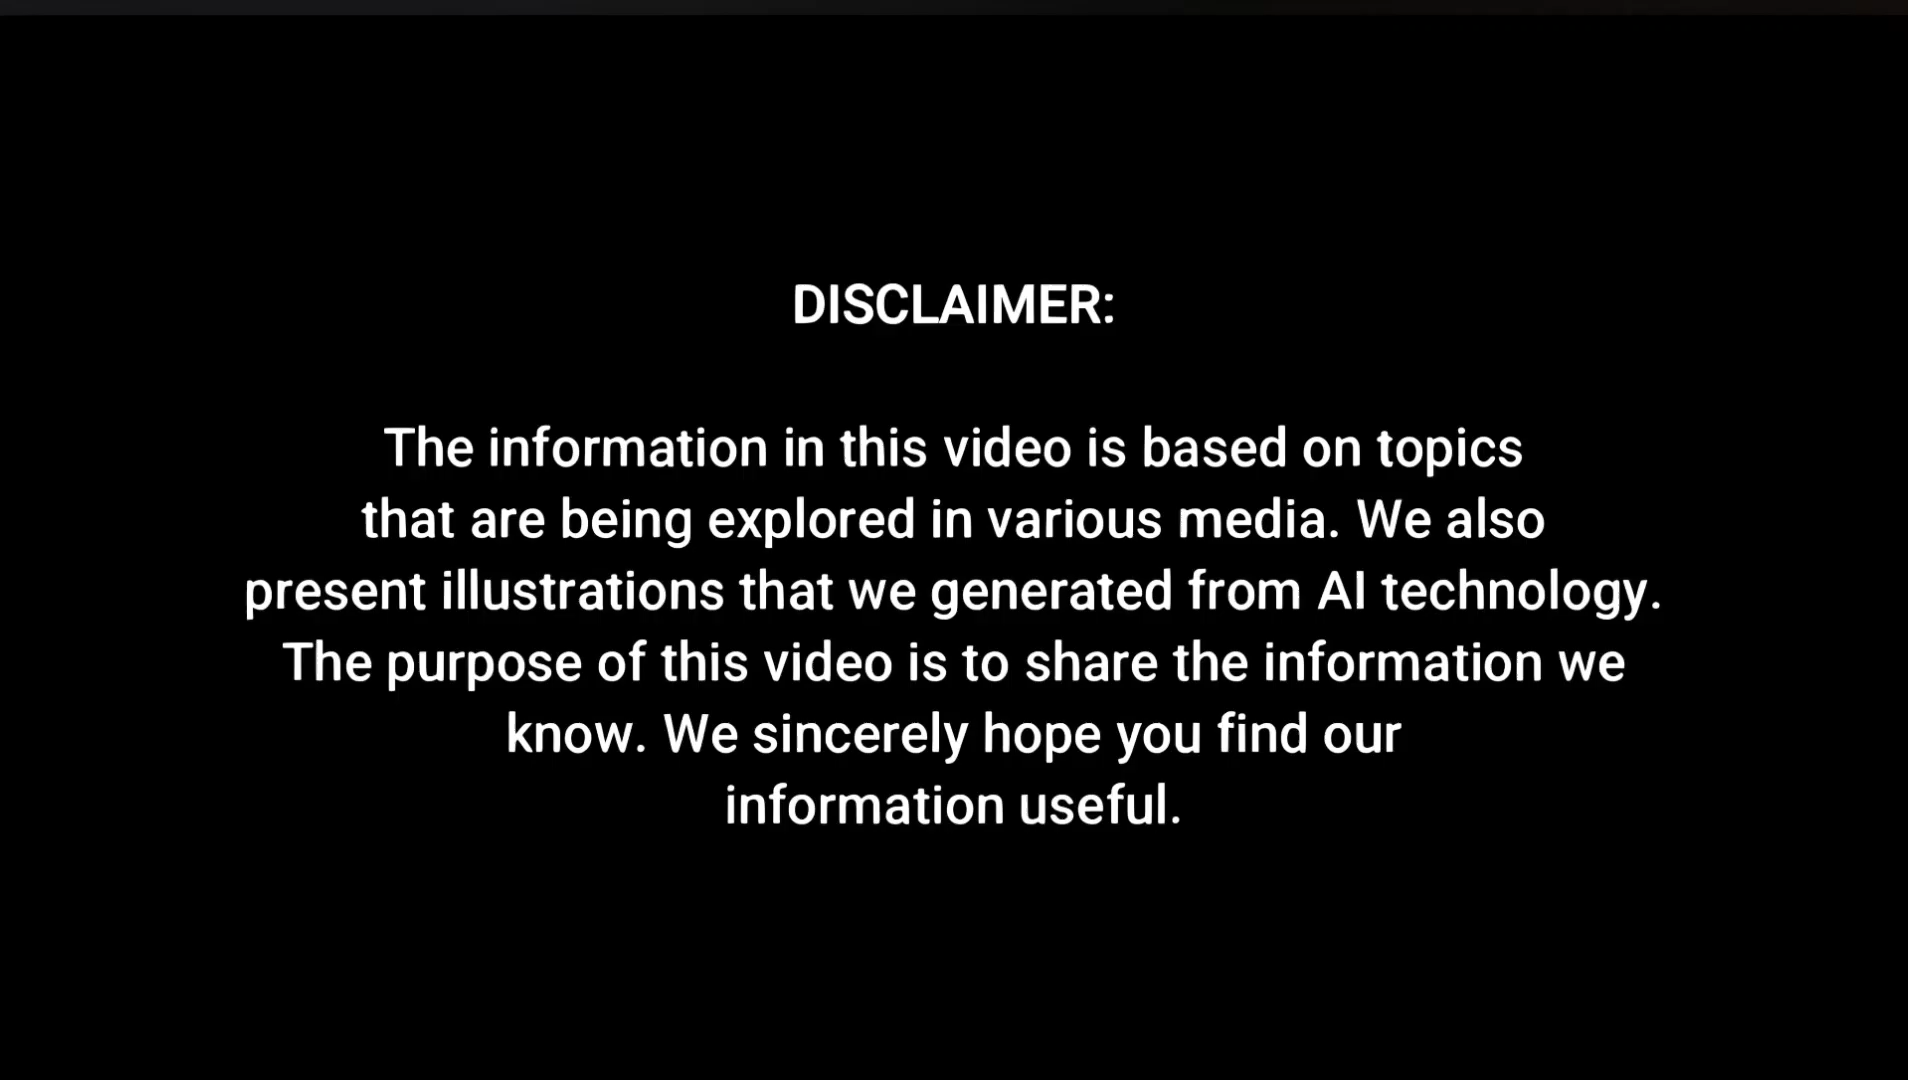 DISCLAIMER:
The information in this video is based on topics
that are being explored in various media. We also
present illustrations that we generated from AI technology.
The purpose of this video is to share the information we
know. We sincerely hope you find our
information useful.